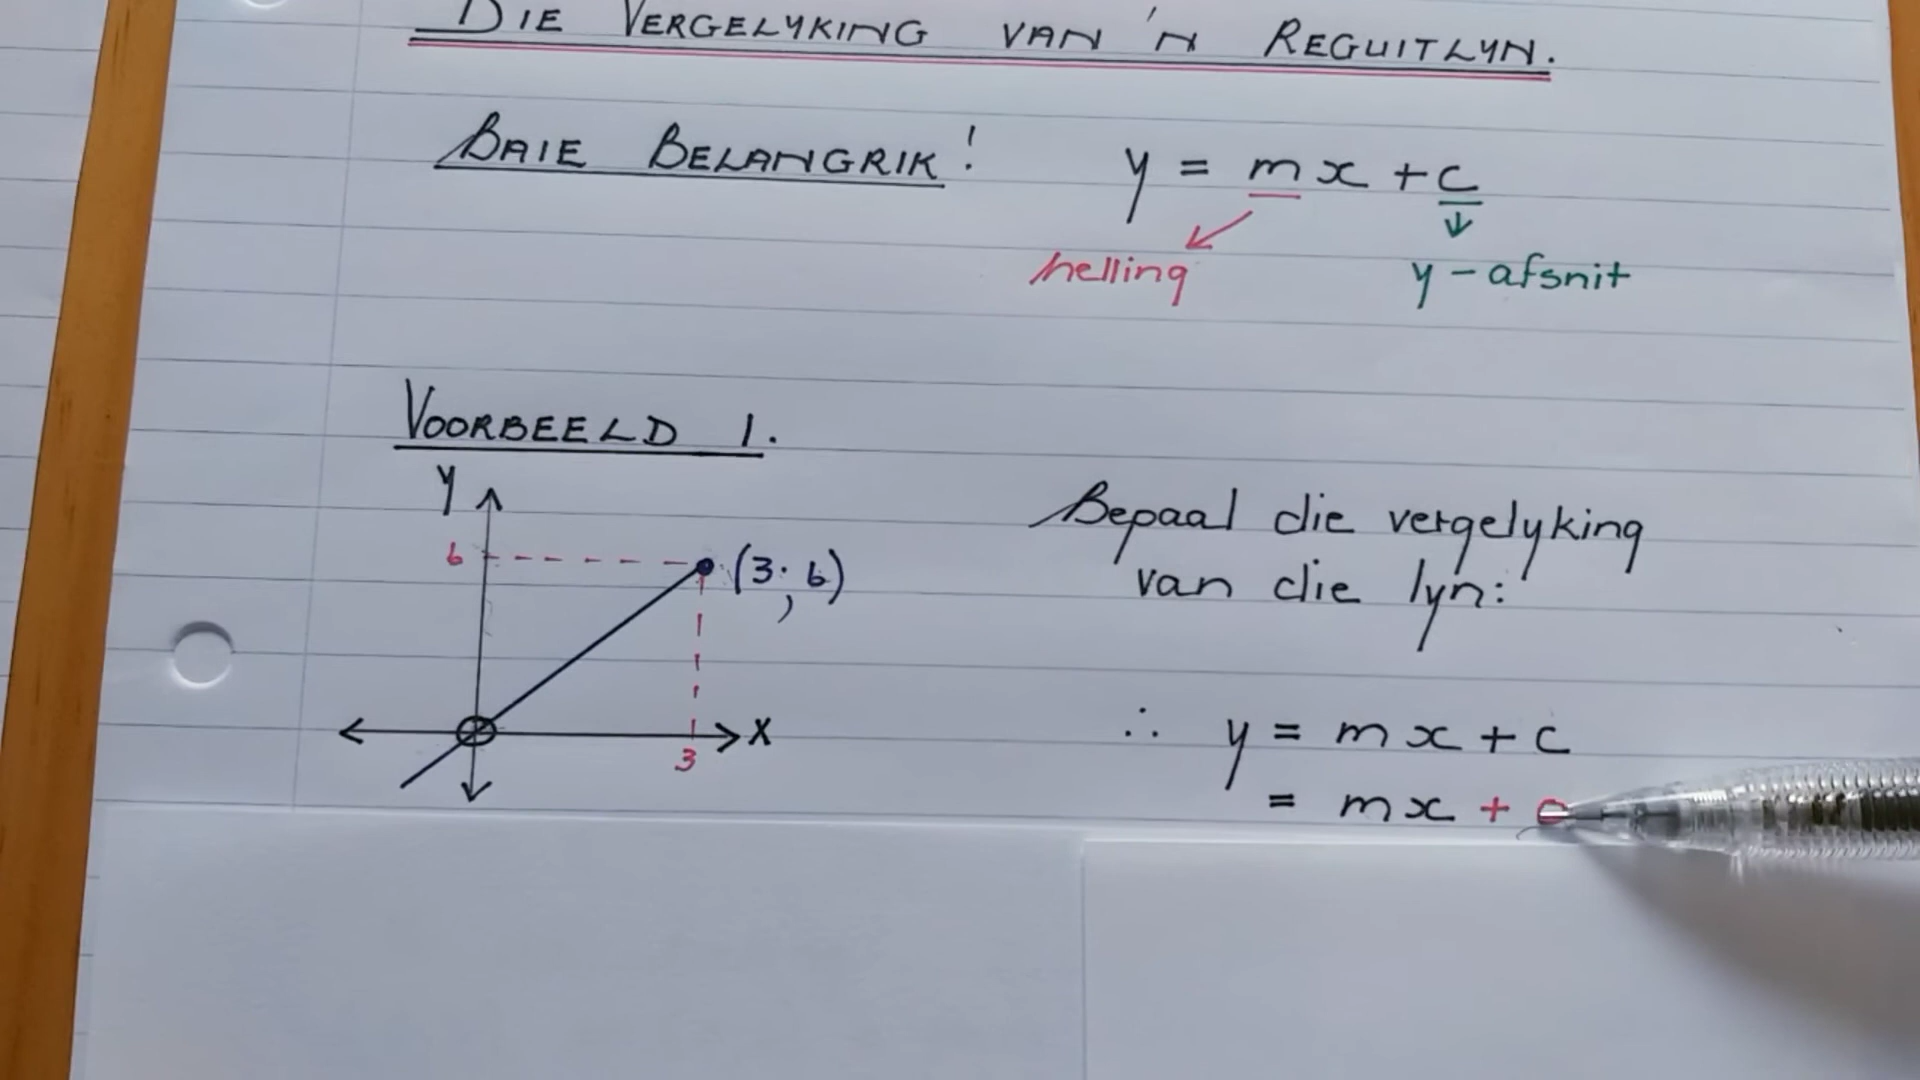 DIE VERGELYKING VAN 'N REGUITLYN.
BAIE BELANGRIK! y = mx + c
helling y - afsnit
VOORBEELD 1.
Y
6 (3; 6)
X
3
Bepaal die vergelyking
van die lyn:
∴ y = mx + c
= mx + 0